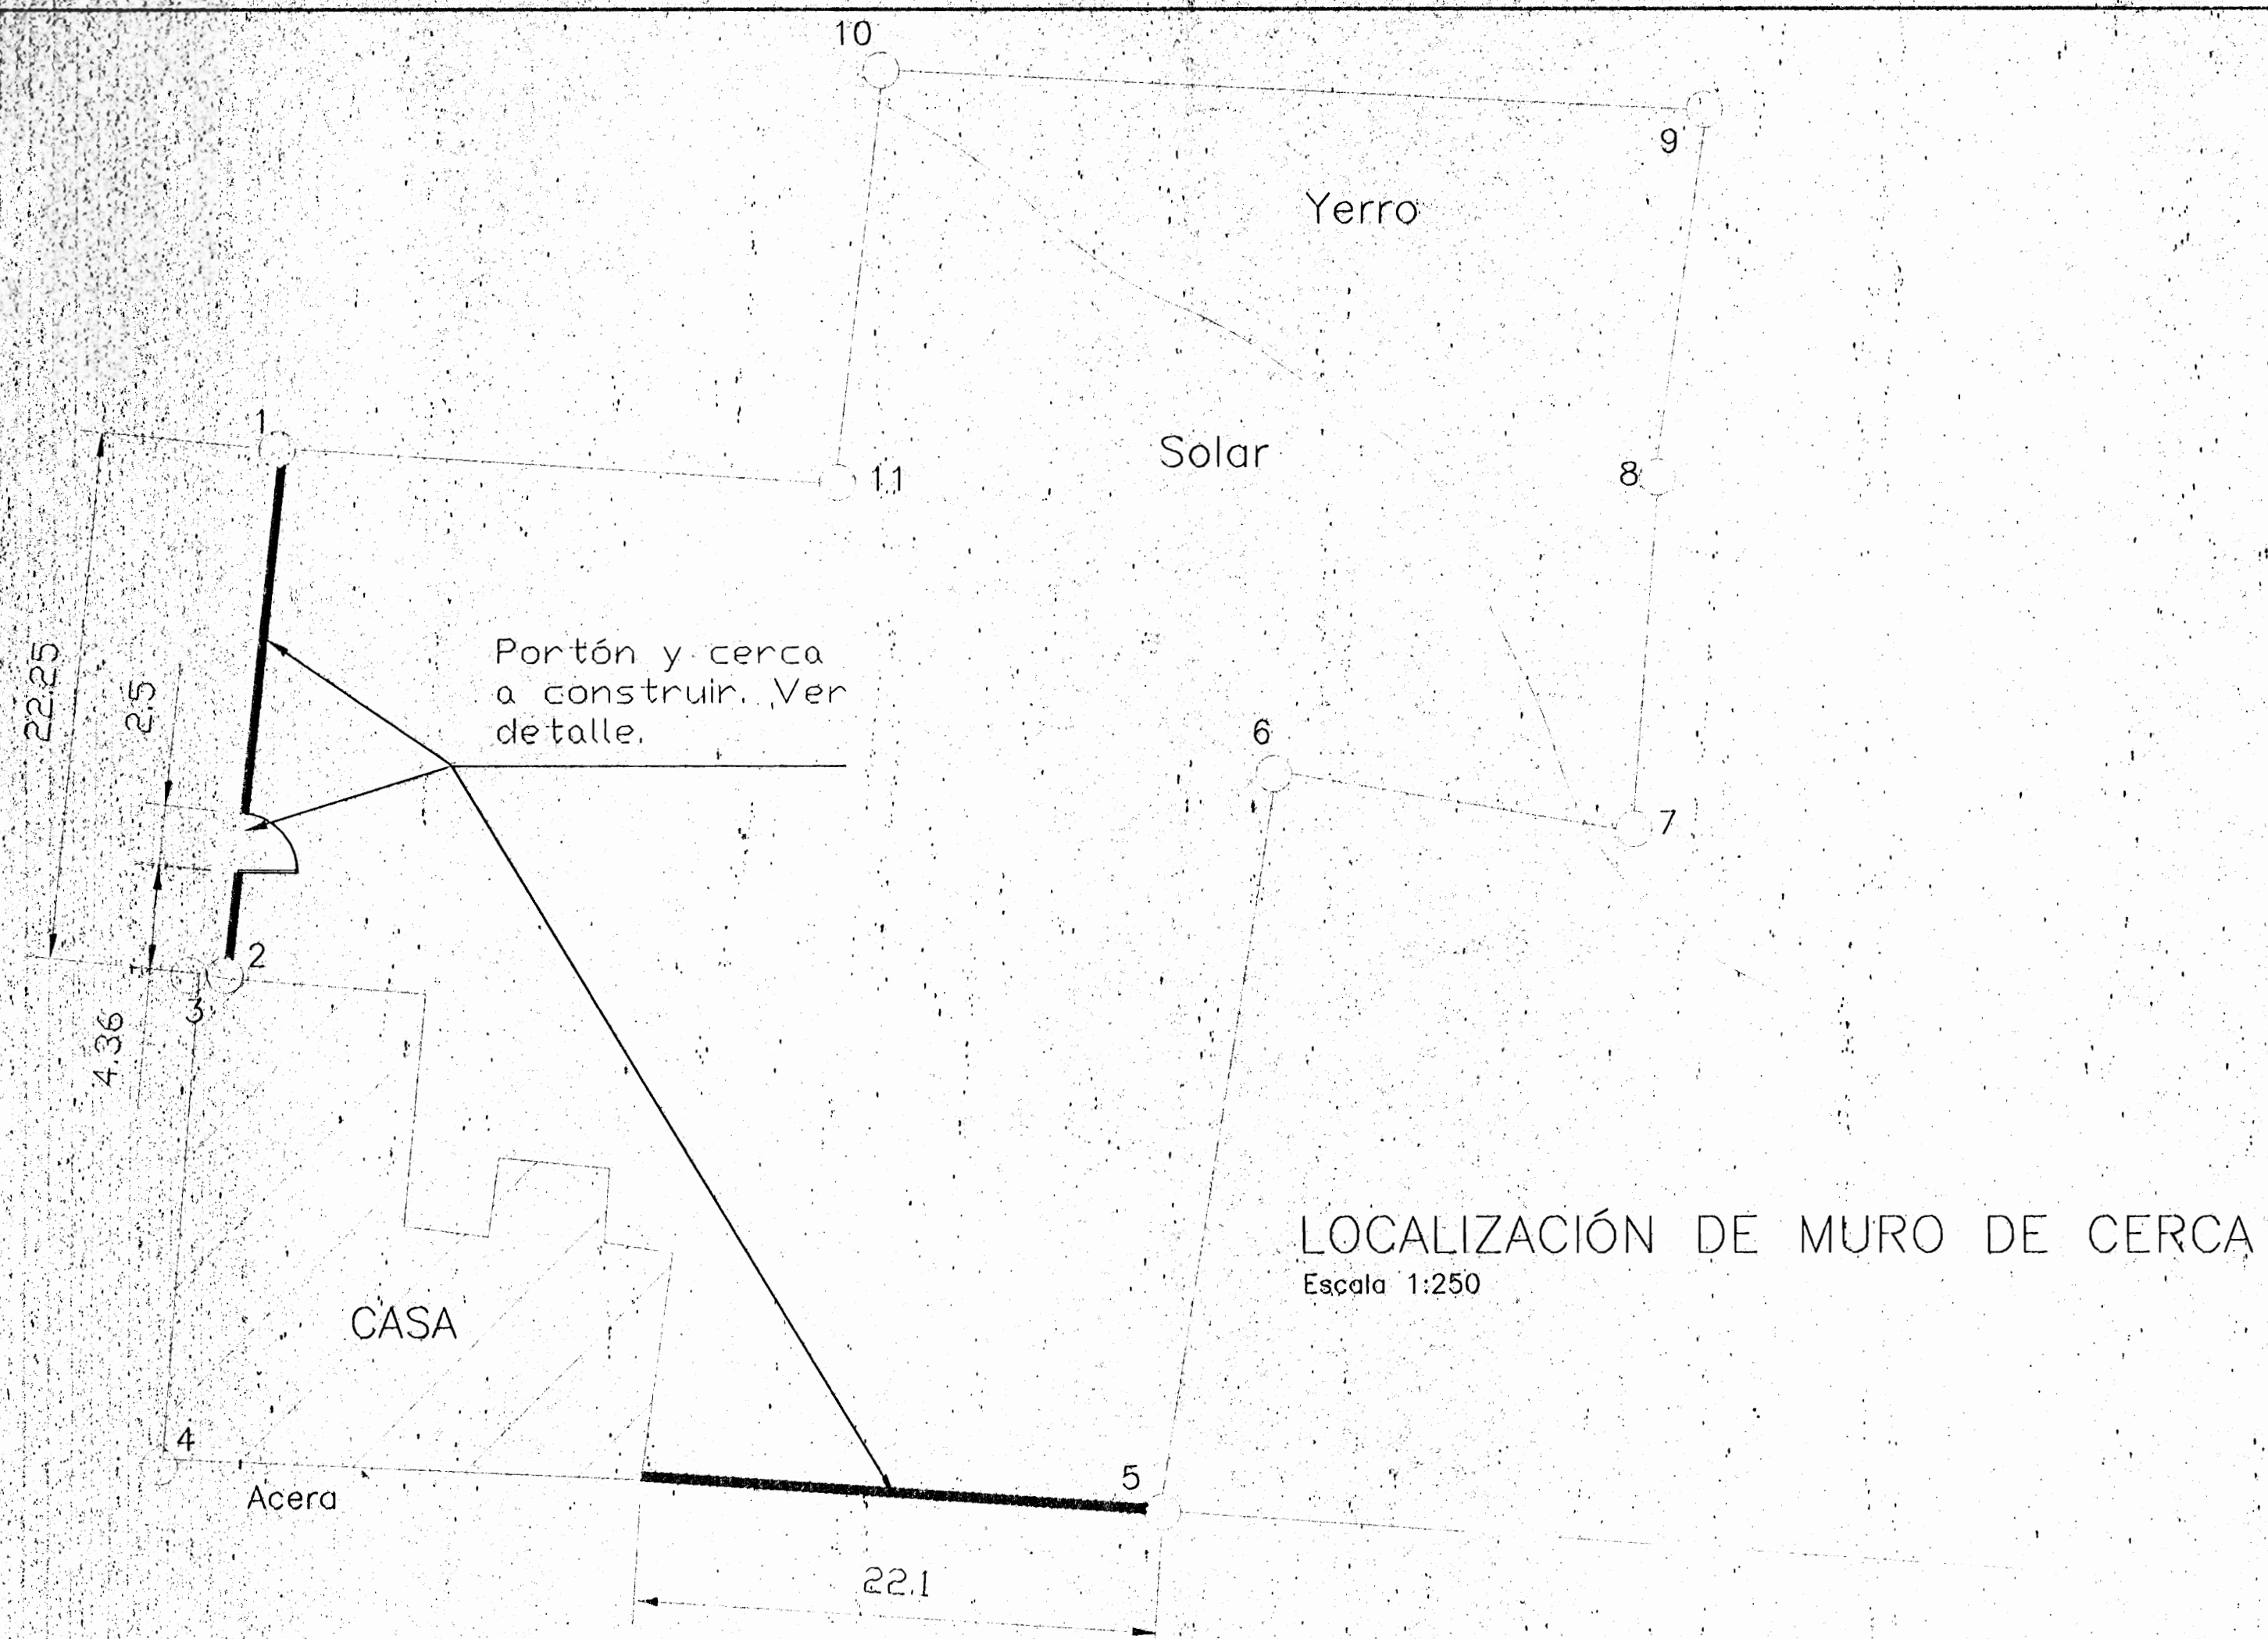 10
9
Yerro
1
11
Solar
8
22.25
2.5
Portón y cerca
a construir. Ver
detalle.
6
7
2
3
4.36
LOCALIZACIÓN DE MURO DE CERCA
Escala 1:250
CASA
4
5
Acera
22.1